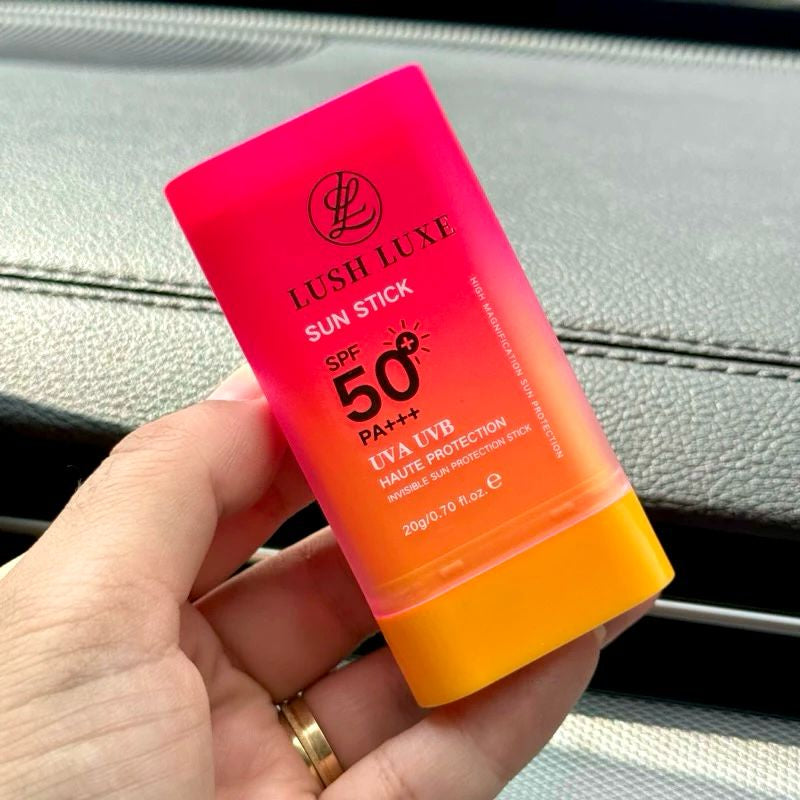 LL
LUSH LUXE
SUN STICK
SPF
50+
PA+++
UVA UVB
HAUTE PROTECTION
INVISIBLE SUN PROTECTION STICK
20g/0.70 fl.oz. ℮
HIGH MAGNIFICATION SUN PROTECTION